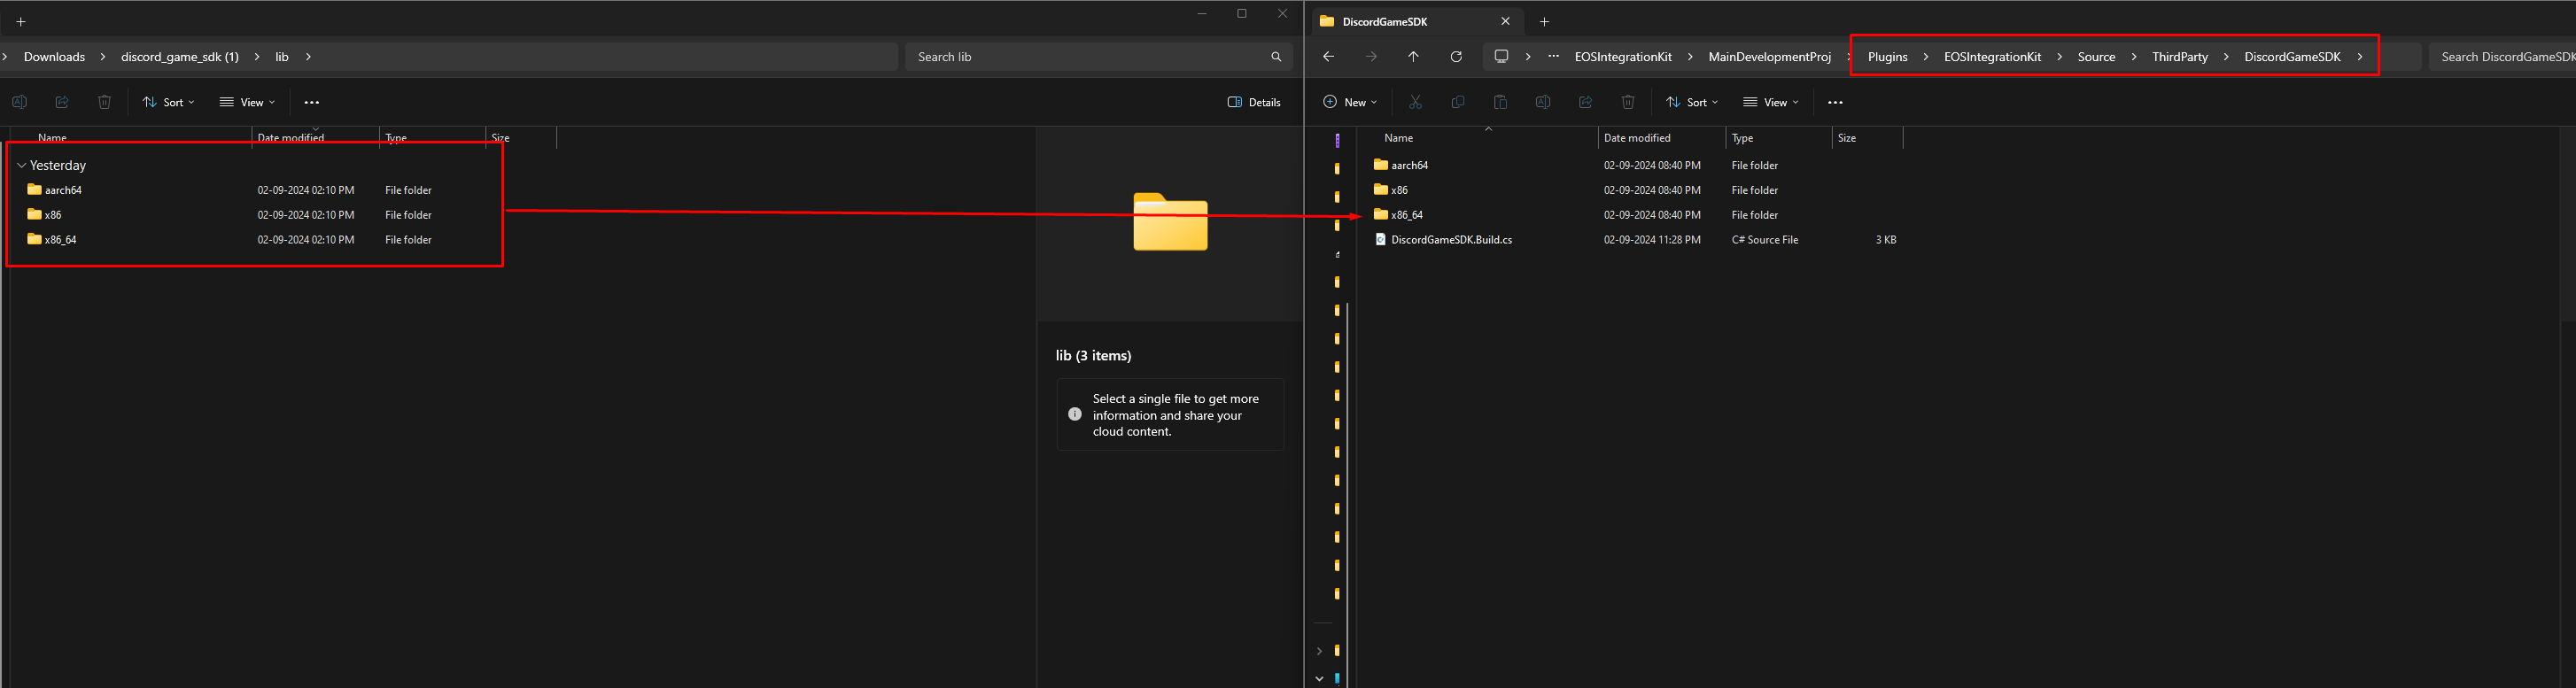 Downloads > discord_game_sdk (1) > lib >
Search lib
Sort
View
Details
Name Date modified Type Size
Yesterday
aarch64 02-09-2024 02:10 PM File folder
x86 02-09-2024 02:10 PM File folder
x86_64 02-09-2024 02:10 PM File folder
lib (3 items)
Select a single file to get more
information and share your
cloud content.
DiscordGameSDK
EOSIntegrationKit > MainDevelopmentProj > Plugins > EOSIntegrationKit > Source > ThirdParty > DiscordGameSDK >
Search DiscordGameSDK
New
Sort
View
Name Date modified Type Size
aarch64 02-09-2024 08:40 PM File folder
x86 02-09-2024 08:40 PM File folder
x86_64 02-09-2024 08:40 PM File folder
DiscordGameSDK.Build.cs 02-09-2024 11:28 PM C# Source File 3 KB